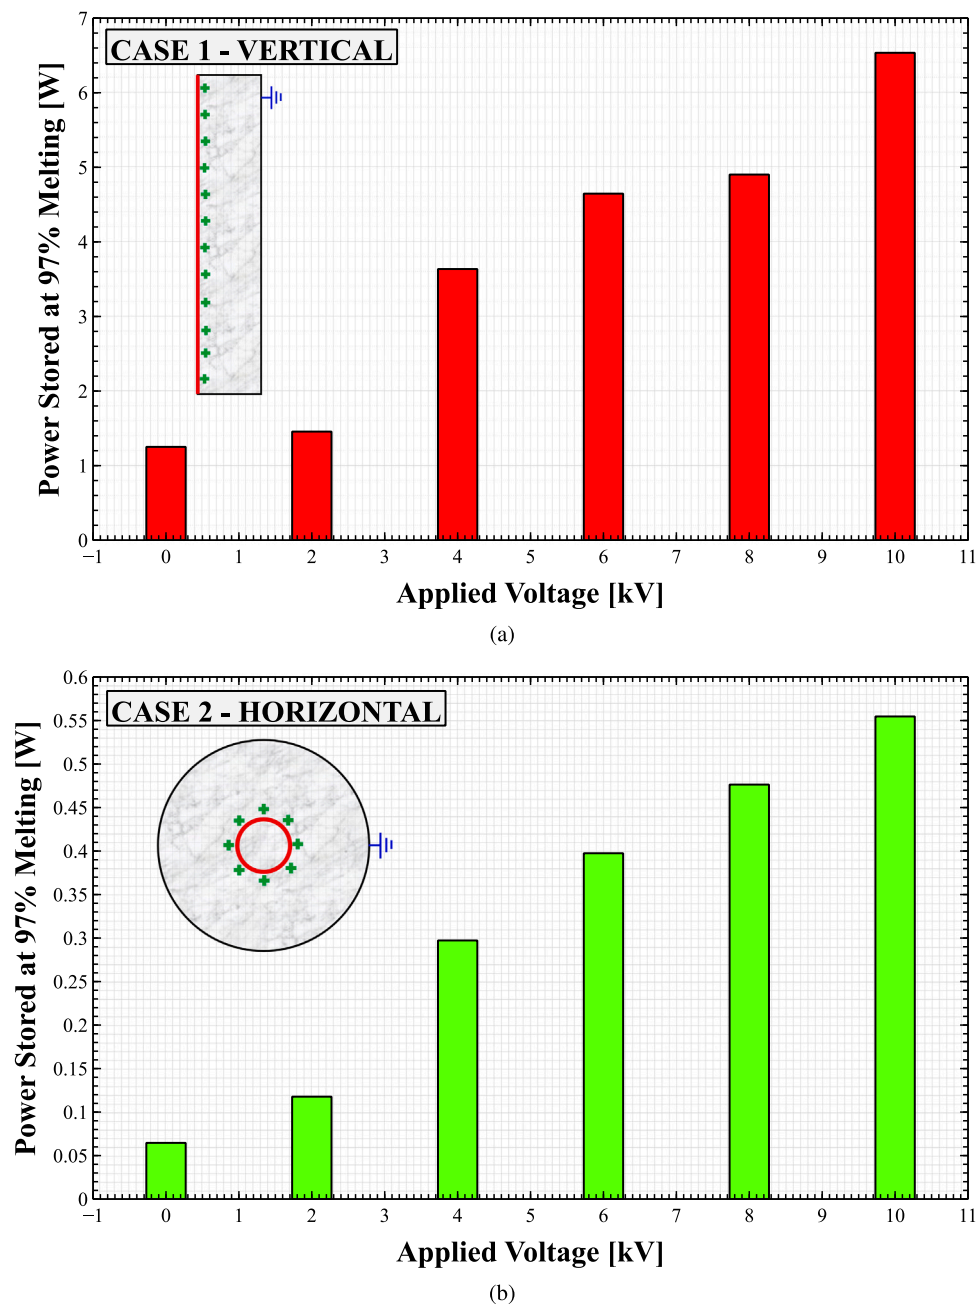 CASE 1 - VERTICAL
Power Stored at 97% Melting [W]
7
6
5
4
3
2
1
0
−1 0 1 2 3 4 5 6 7 8 9 10 11
Applied Voltage [kV]
(a)
CASE 2 - HORIZONTAL
Power Stored at 97% Melting [W]
0.6
0.55
0.5
0.45
0.4
0.35
0.3
0.25
0.2
0.15
0.1
0.05
0
−1 0 1 2 3 4 5 6 7 8 9 10 11
Applied Voltage [kV]
(b)